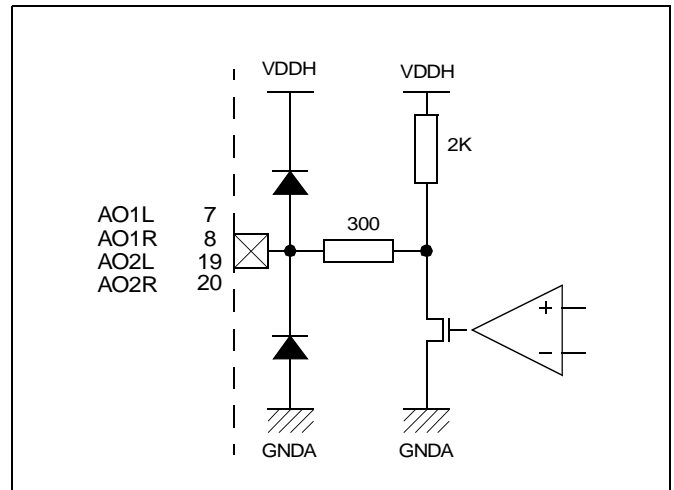 VDDH
VDDH
2K
AO1L 7
AO1R 8
AO2L 19
AO2R 20
300
+
−
GNDA
GNDA